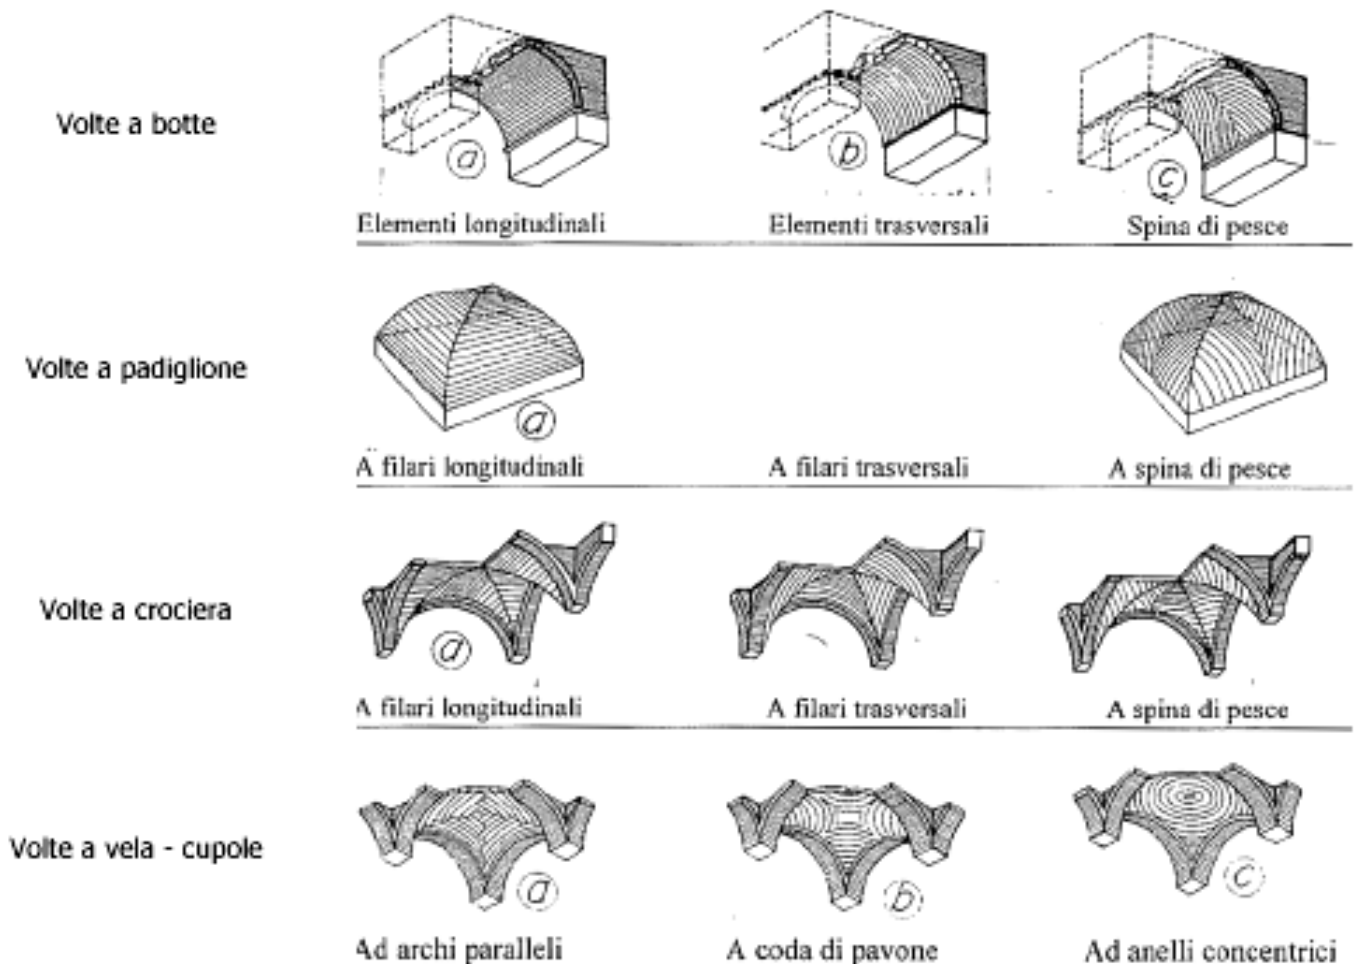 Volte a botte
a
b
c
Elementi longitudinali
Elementi trasversali
Spina di pesce
Volte a padiglione
a
A filari longitudinali
A filari trasversali
A spina di pesce
Volte a crociera
a
A filari longitudinali
A filari trasversali
A spina di pesce
Volte a vela - cupole
a
b
c
Ad archi paralleli
A coda di pavone
Ad anelli concentrici